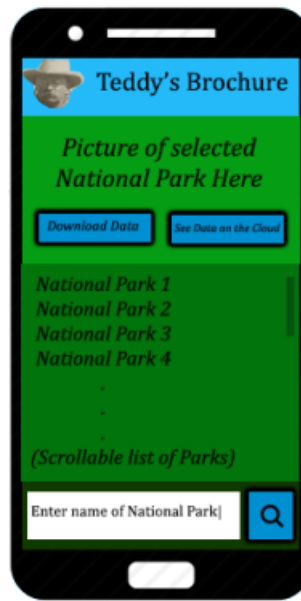 Teddy's Brochure
Picture of selected
National Park Here
Download Data
See Data on the Cloud
National Park 1
National Park 2
National Park 3
National Park 4
.
.
.
(Scrollable list of Parks)
Enter name of National Park|